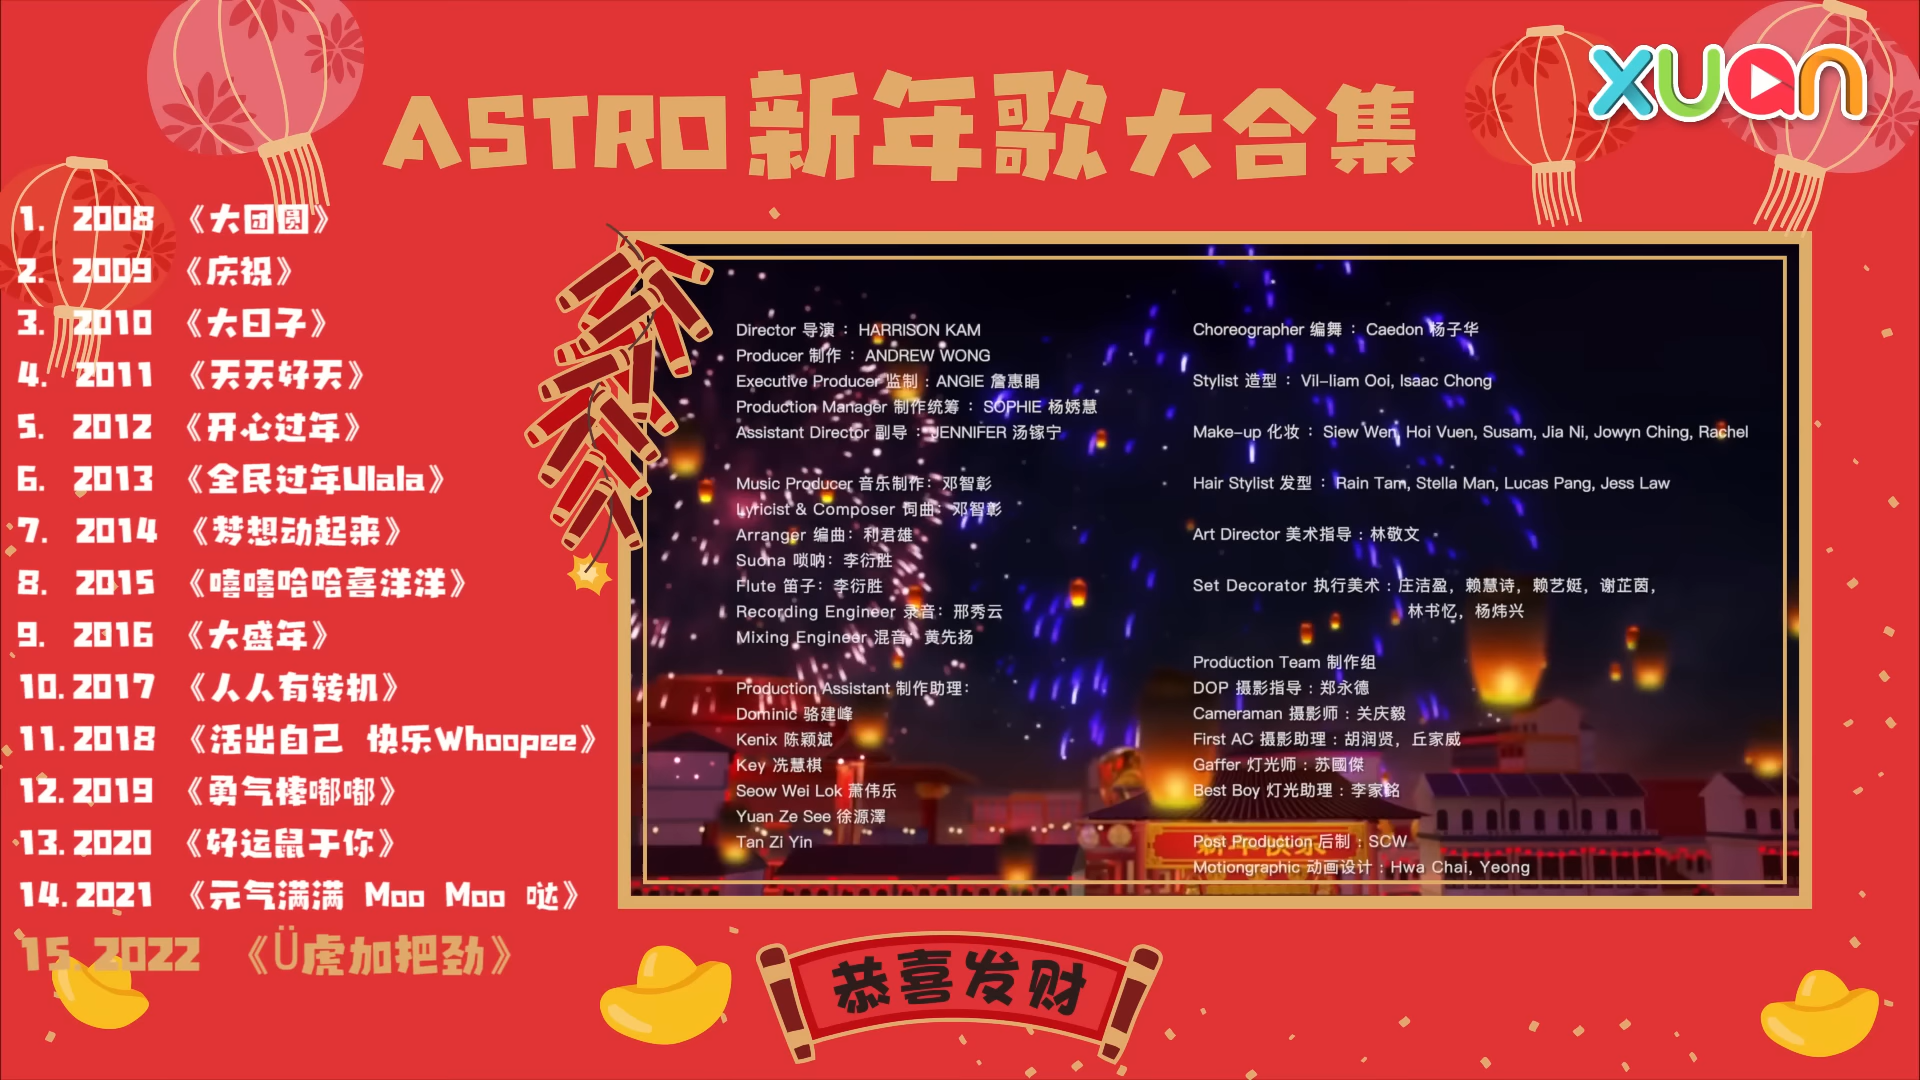 xuan
ASTRO新年歌大合集
1. 2008 《大团圆》
2. 2009 《庆祝》
3. 2010 《大日子》
4. 2011 《天天好天》
5. 2012 《开心过年》
6. 2013 《全民过年Ulala》
7. 2014 《梦想动起来》
8. 2015 《嘻嘻哈哈喜洋洋》
9. 2016 《大盛年》
10. 2017 《人人有转机》
11. 2018 《活出自己 快乐Whoopee》
12. 2019 《勇气棒嘟嘟》
13. 2020 《好运鼠于你》
14. 2021 《元气满满 Moo Moo 哒》
15. 2022 《Ü虎加把劲》
Director 导演 : HARRISON KAM
Producer 制作 : ANDREW WONG
Executive Producer 监制 : ANGIE 詹惠眉
Production Manager 制作统筹 : SOPHIE 杨娉慧
Assistant Director 副导 : JENNIFER 汤镓宁
Music Producer 音乐制作: 邓智彰
Lyricist & Composer 词曲: 邓智彰
Arranger 编曲: 利君雄
Suona 唢呐: 李衍胜
Flute 笛子: 李衍胜
Recording Engineer 录音: 邢秀云
Mixing Engineer 混音: 黄先扬
Production Assistant 制作助理:
Dominic 骆建峰
Kenix 陈颖斌
Key 冼慧棋
Seow Wei Lok 萧伟乐
Yuan Ze See 徐源澤
Tan Zi Yin
Choreographer 编舞 : Caedon 杨子华
Stylist 造型 : Vil-liam Ooi, Isaac Chong
Make-up 化妆 : Siew Wen, Hoi Vuen, Susam, Jia Ni, Jowyn Ching, Rachel
Hair Stylist 发型 : Rain Tam, Stella Man, Lucas Pang, Jess Law
Art Director 美术指导 : 林敬文
Set Decorator 执行美术 : 庄洁盈, 赖慧诗, 赖艺娗, 谢芷茵,
林书忆, 杨炜兴
Production Team 制作组
DOP 摄影指导 : 郑永德
Cameraman 摄影师 : 关庆毅
First AC 摄影助理 : 胡润贤, 丘家威
Gaffer 灯光师 : 苏國傑
Best Boy 灯光助理 : 李家铭
Post Production 后制 : SCW
Motiongraphic 动画设计 : Hwa Chai, Yeong
新年快乐
恭喜发财